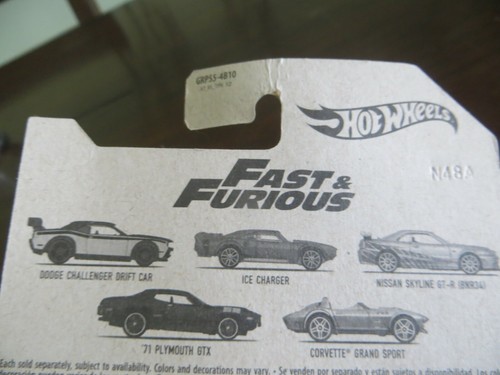 GRP55-4B10
HOT WHEELS
N48A
FAST &
FURIOUS
DODGE CHALLENGER DRIFT CAR
ICE CHARGER
NISSAN SKYLINE GT-R (BNR34)
'71 PLYMOUTH GTX
CORVETTE® GRAND SPORT
Each sold separately, subject to availability. Colors and decorations may vary. • Se venden por separado y están sujetos a disponibilidad. Los